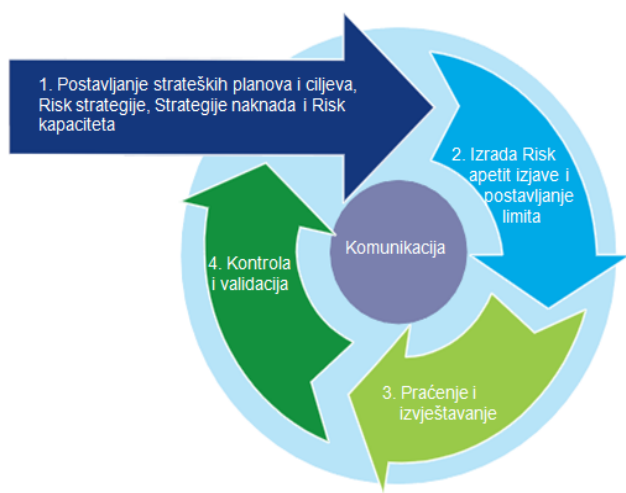 1. Postavljanje strateških planova i ciljeva,
Risk strategije, Strategije naknada i Risk
kapaciteta
2. Izrada Risk
apetit izjave i
postavljanje
limita
Komunikacija
4. Kontrola
i validacija
3. Praćenje i
izvještavanje